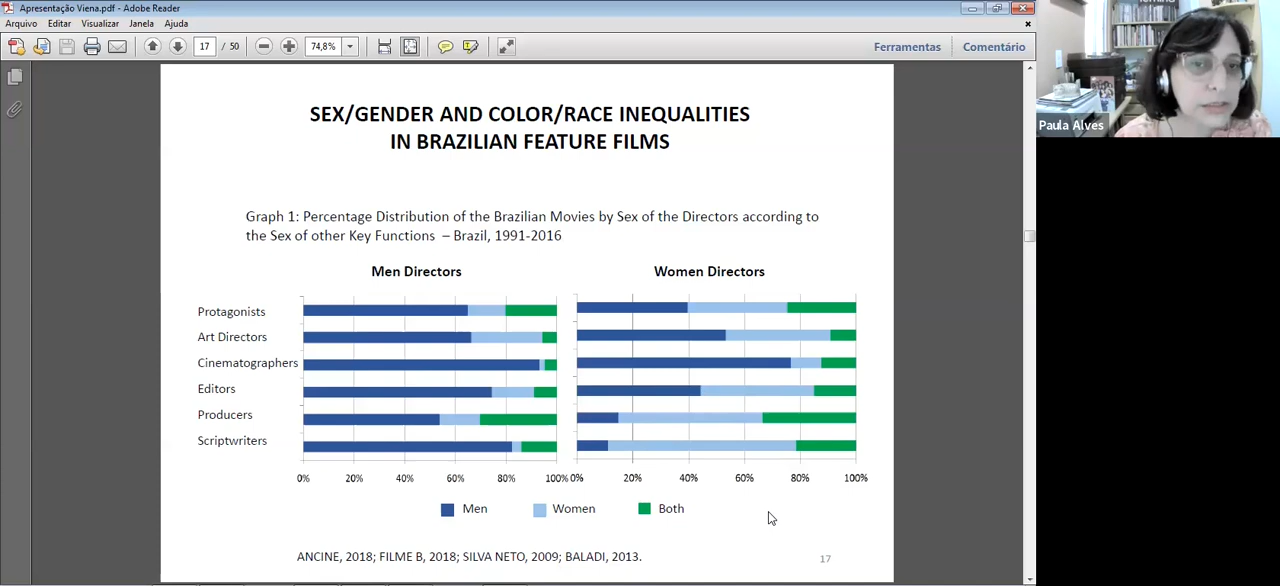 Apresentação Viena.pdf - Adobe Reader
Arquivo Editar Visualizar Janela Ajuda
17 / 50 74,8% Ferramentas Comentário
Paula Alves
SEX/GENDER AND COLOR/RACE INEQUALITIES
IN BRAZILIAN FEATURE FILMS
Graph 1: Percentage Distribution of the Brazilian Movies by Sex of the Directors according to
the Sex of other Key Functions – Brazil, 1991-2016
Men Directors Women Directors
Protagonists
Art Directors
Cinematographers
Editors
Producers
Scriptwriters
0% 20% 40% 60% 80% 100% 0% 20% 40% 60% 80% 100%
Men Women Both
ANCINE, 2018; FILME B, 2018; SILVA NETO, 2009; BALADI, 2013.
17